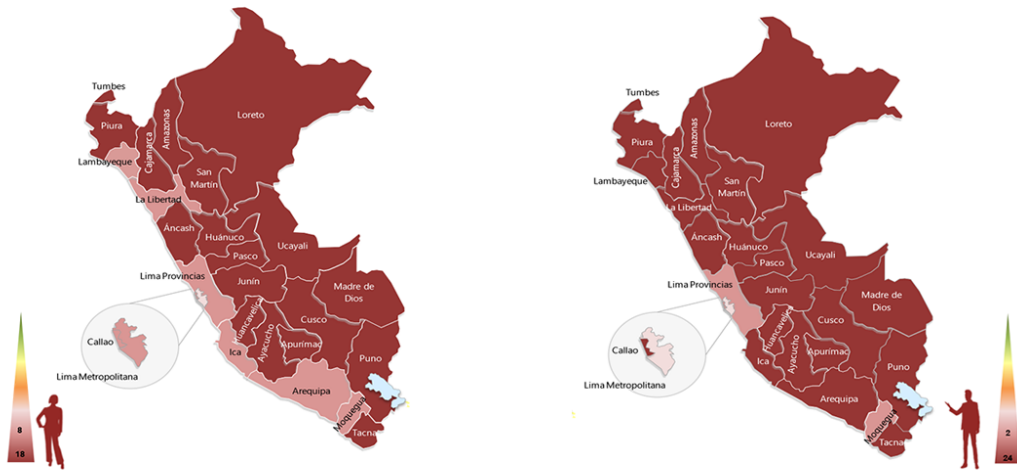 Tumbes
Piura
Lambayeque
Cajamarca
Amazonas
Loreto
San
Martín
La Libertad
Áncash
Huánuco
Pasco
Ucayali
Lima Provincias
Junín
Madre de
Dios
Callao
Lima Metropolitana
Huancavelica
Ica
Ayacucho
Apurímac
Cusco
Puno
Arequipa
Moquegua
Tacna
8
18
Tumbes
Piura
Lambayeque
Cajamarca
Amazonas
Loreto
San
Martín
La Libertad
Áncash
Huánuco
Pasco
Ucayali
Lima Provincias
Junín
Madre de
Dios
Callao
Lima Metropolitana
Huancavelica
Ica
Ayacucho
Apurímac
Cusco
Puno
Arequipa
Moquegua
Tacna
2
24